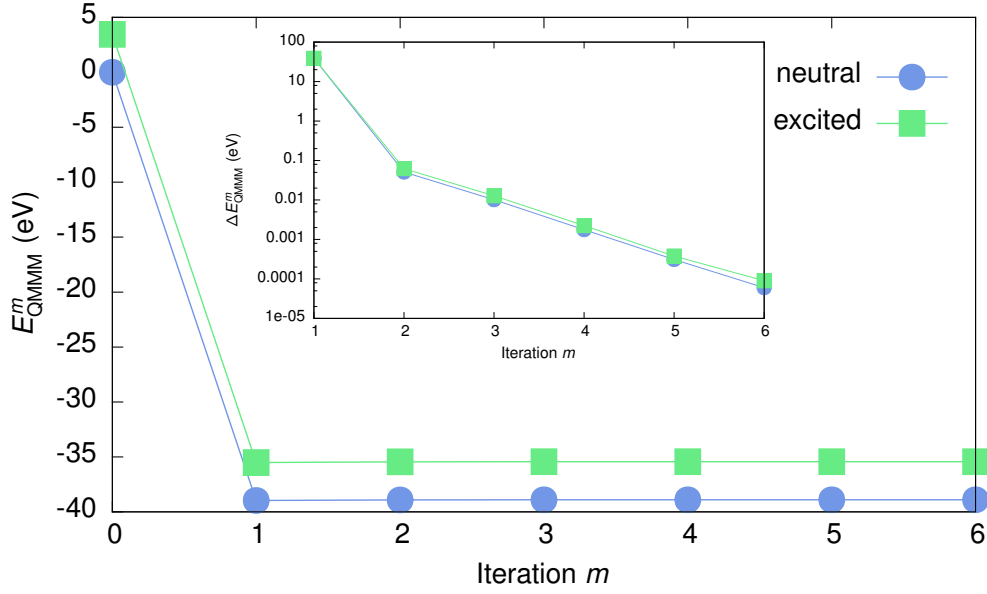 5
0
-5
-10
-15
-20
-25
-30
-35
-40
E^m_QMMM (eV)
0 1 2 3 4 5 6
Iteration m
neutral
excited
100
10
1
0.1
0.01
0.001
0.0001
1e-05
Δ E^m_QMMM (eV)
1 2 3 4 5 6
Iteration m